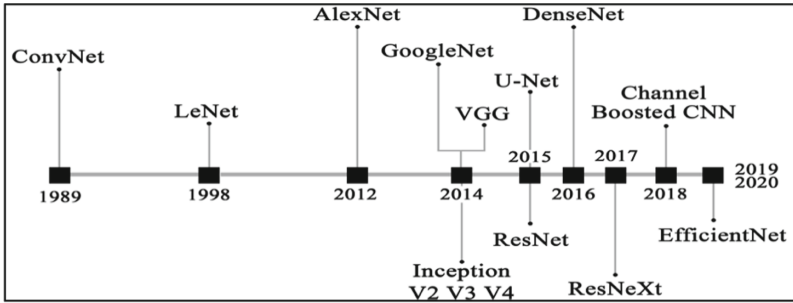 AlexNet
DenseNet
GoogleNet
ConvNet
U-Net
Channel
Boosted CNN
LeNet
VGG
2015
2017
2019
2020
1989
1998
2012
2014
2016
2018
ResNet
EfficientNet
Inception
V2 V3 V4
ResNeXt